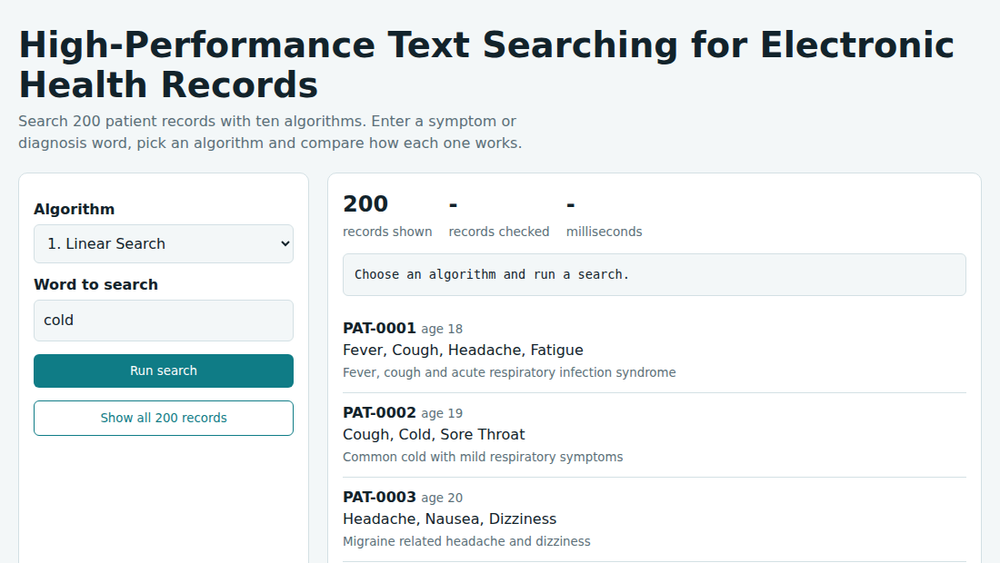 High-Performance Text Searching for Electronic
Health Records
Search 200 patient records with ten algorithms. Enter a symptom or
diagnosis word, pick an algorithm and compare how each one works.
Algorithm
1. Linear Search
Word to search
cold
Run search
Show all 200 records
200 - -
records shown records checked milliseconds
Choose an algorithm and run a search.
PAT-0001 age 18
Fever, Cough, Headache, Fatigue
Fever, cough and acute respiratory infection syndrome
PAT-0002 age 19
Cough, Cold, Sore Throat
Common cold with mild respiratory symptoms
PAT-0003 age 20
Headache, Nausea, Dizziness
Migraine related headache and dizziness